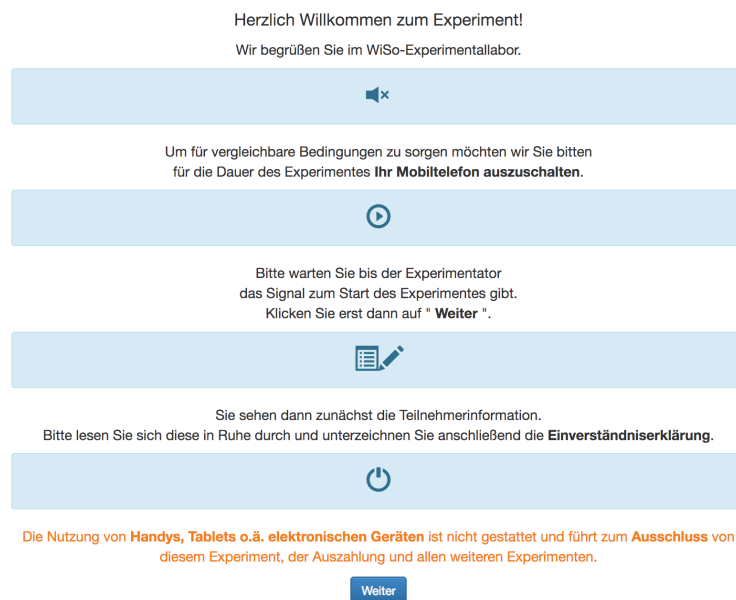 Herzlich Willkommen zum Experiment!
Wir begrüßen Sie im WiSo-Experimentallabor.
Um für vergleichbare Bedingungen zu sorgen möchten wir Sie bitten
für die Dauer des Experimentes Ihr Mobiltelefon auszuschalten.
Bitte warten Sie bis der Experimentator
das Signal zum Start des Experimentes gibt.
Klicken Sie erst dann auf " Weiter ".
Sie sehen dann zunächst die Teilnehmerinformation.
Bitte lesen Sie sich diese in Ruhe durch und unterzeichnen Sie anschließend die Einverständniserklärung.
Die Nutzung von Handys, Tablets o.ä. elektronischen Geräten ist nicht gestattet und führt zum Ausschluss von
diesem Experiment, der Auszahlung und allen weiteren Experimenten.
Weiter